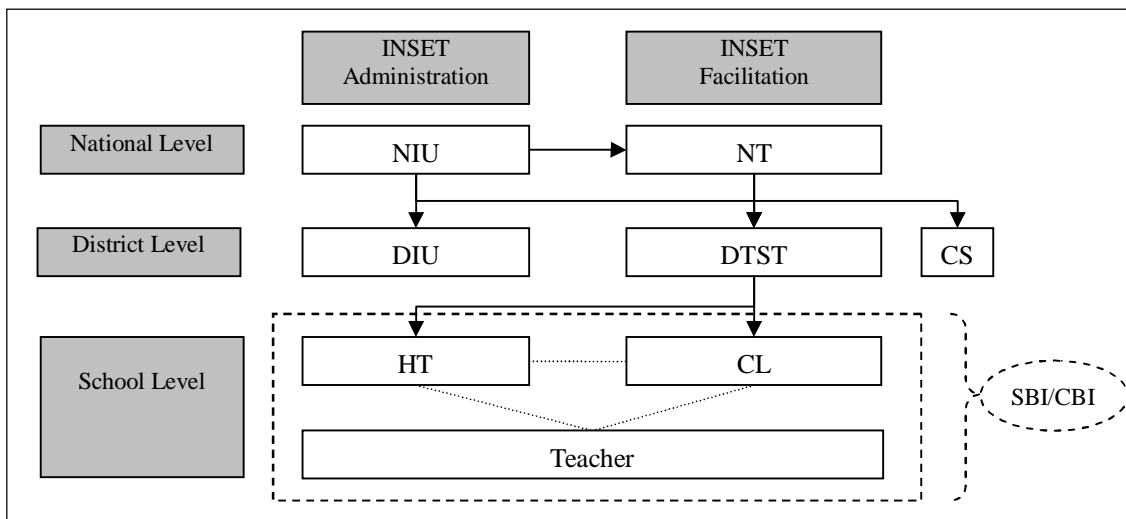 INSET
Administration
INSET
Facilitation
National Level
NIU
NT
District Level
DIU
DTST
CS
School Level
HT
CL
SBI/CBI
Teacher